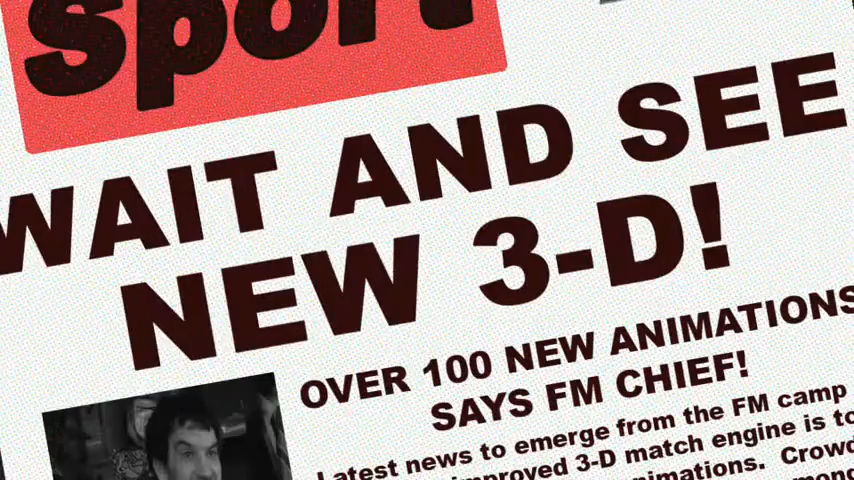 Sport
WAIT AND SEE
NEW 3-D!
OVER 100 NEW ANIMATIONS
SAYS FM CHIEF!
Latest news to emerge from the FM camp
improved 3-D match engine is to
animations. Crowd